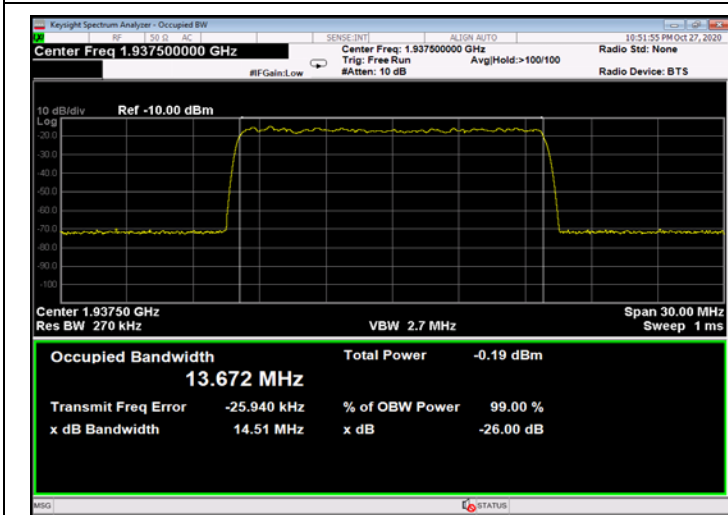 Keysight Spectrum Analyzer - Occupied BW
RF 50 Ω AC SENSE:INT ALIGN AUTO 10:51:55 PM Oct 27, 2020
Center Freq 1.937500000 GHz Center Freq: 1.937500000 GHz Radio Std: None
Trig: Free Run Avg|Hold:>100/100
#IFGain:Low #Atten: 10 dB Radio Device: BTS
10 dB/div Ref -10.00 dBm
Log
-20.0
-30.0
-40.0
-50.0
-60.0
-70.0
-80.0
-90.0
-100
Center 1.93750 GHz Span 30.00 MHz
Res BW 270 kHz VBW 2.7 MHz Sweep 1 ms
Occupied Bandwidth Total Power -0.19 dBm
13.672 MHz
Transmit Freq Error -25.940 kHz % of OBW Power 99.00 %
x dB Bandwidth 14.51 MHz x dB -26.00 dB
MSG STATUS